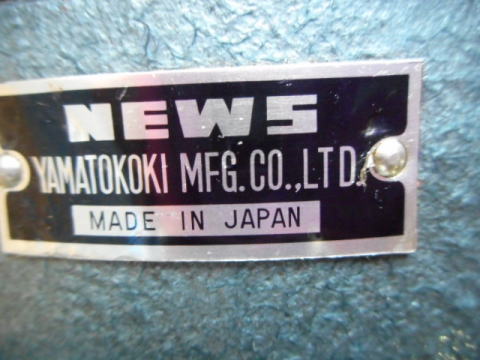 NEWS
YAMATOKOKI MFG.CO.,LTD.
MADE IN JAPAN